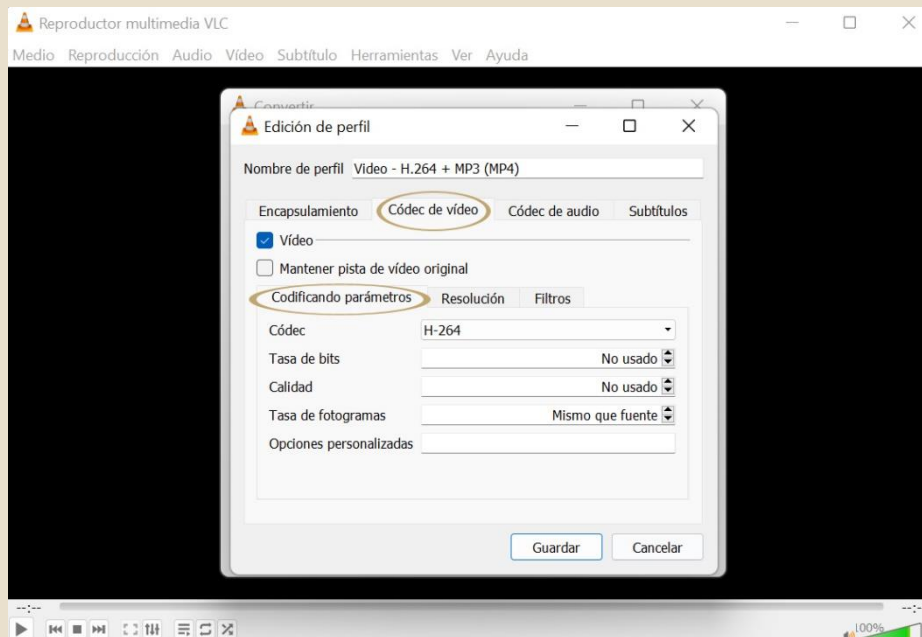 Reproductor multimedia VLC
Medio Reproducción Audio Vídeo Subtítulo Herramientas Ver Ayuda
Convertir
Edición de perfil
Nombre de perfil Video - H.264 + MP3 (MP4)
Encapsulamiento Códec de vídeo Códec de audio Subtítulos
Vídeo
Mantener pista de vídeo original
Codificando parámetros Resolución Filtros
Códec H-264
Tasa de bits No usado
Calidad No usado
Tasa de fotogramas Mismo que fuente
Opciones personalizadas
Guardar Cancelar
--:-- --:--
100%